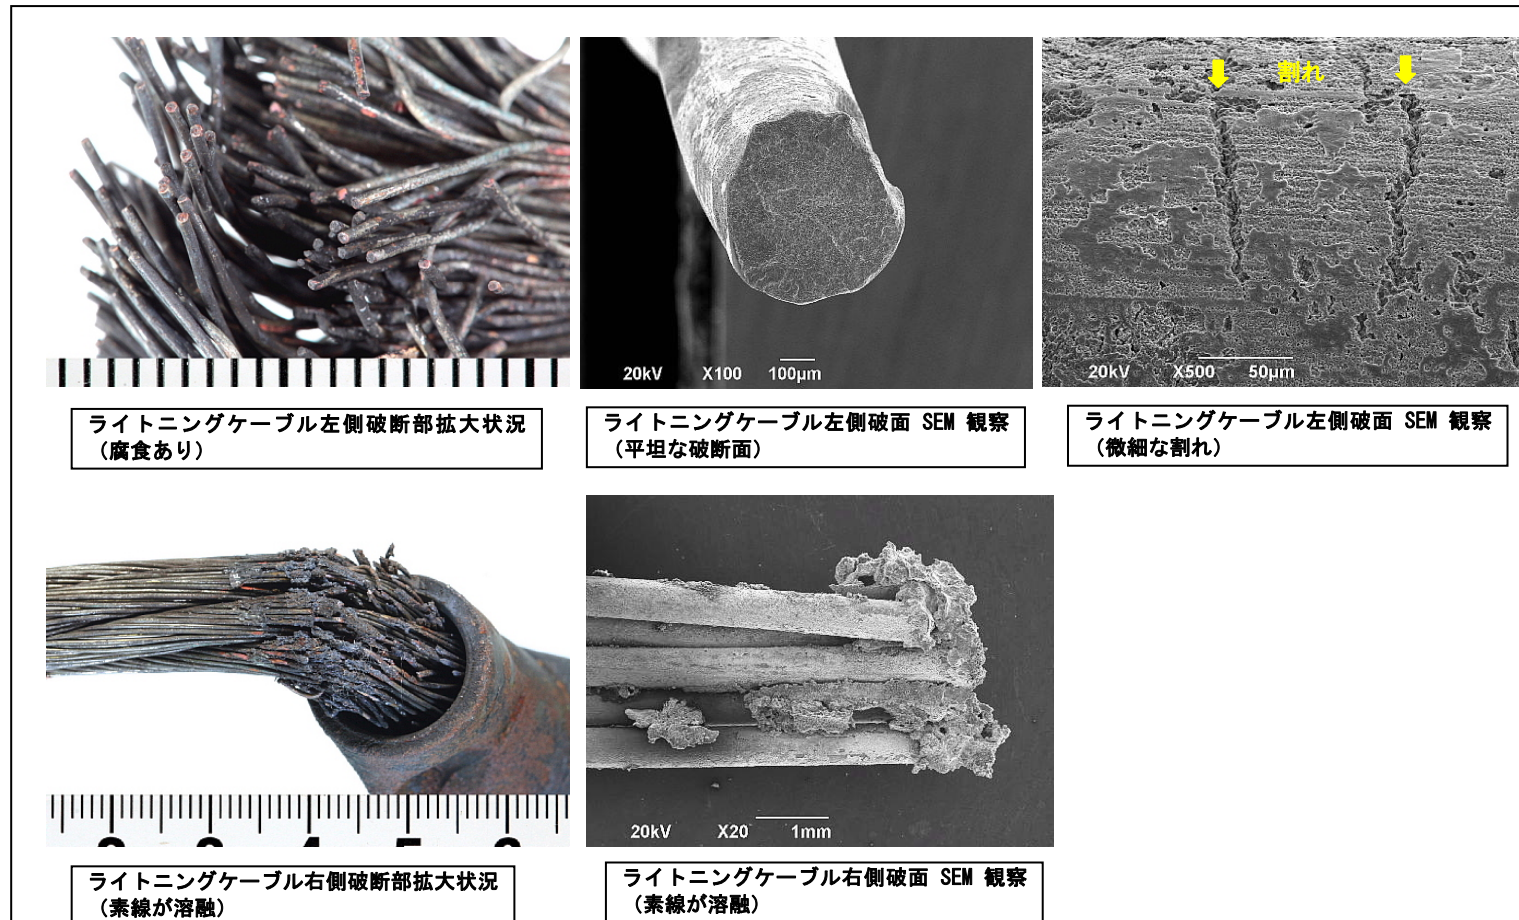 割れ
20kV X100 100μm
20kV X500 50μm
ライトニングケーブル左側破断部拡大状況
（腐食あり）
ライトニングケーブル左側破面 SEM 観察
（平坦な破断面）
ライトニングケーブル左側破面 SEM 観察
（微細な割れ）
4
20kV X20 1mm
ライトニングケーブル右側破断部拡大状況
（素線が溶融）
ライトニングケーブル右側破面 SEM 観察
（素線が溶融）